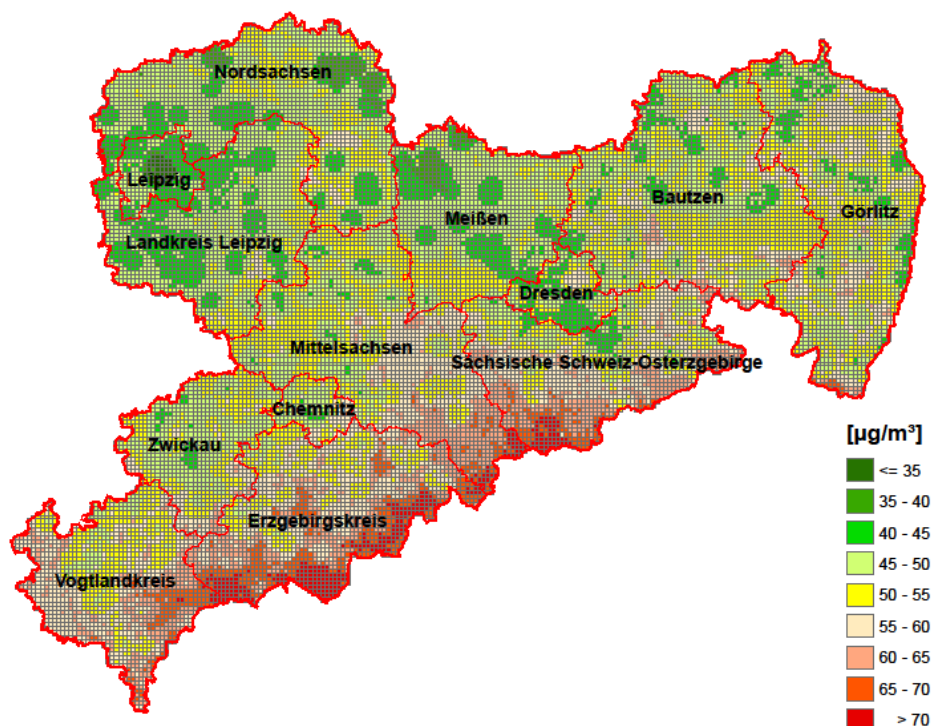 Nordsachsen
Leipzig
Landkreis Leipzig
Meißen
Bautzen
Görlitz
Dresden
Mittelsachsen
Sächsische Schweiz-Osterzgebirge
Chemnitz
Zwickau
Erzgebirgskreis
Vogtlandkreis
[µg/m³]
<= 35
35 - 40
40 - 45
45 - 50
50 - 55
55 - 60
60 - 65
65 - 70
> 70